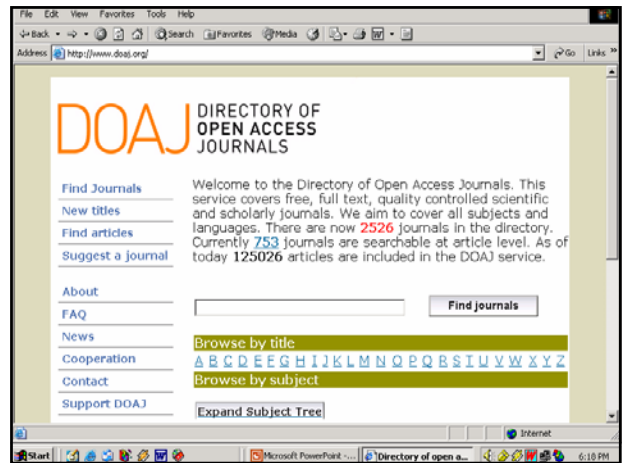 File Edit View Favorites Tools Help
Back Search Favorites Media
Address http://www.doaj.org/ Go Links »
DOAJ
DIRECTORY OF
OPEN ACCESS
JOURNALS
Find Journals
New titles
Find articles
Suggest a journal
About
FAQ
News
Cooperation
Contact
Support DOAJ
Welcome to the Directory of Open Access Journals. This
service covers free, full text, quality controlled scientific
and scholarly journals. We aim to cover all subjects and
languages. There are now 2526 journals in the directory.
Currently 753 journals are searchable at article level. As of
today 125026 articles are included in the DOAJ service.
Find journals
Browse by title
A B C D E F G H I J K L M N O P Q R S T U V W X Y Z
Browse by subject
Expand Subject Tree
Internet
Start Microsoft PowerPoint -... Directory of open a... 6:18 PM